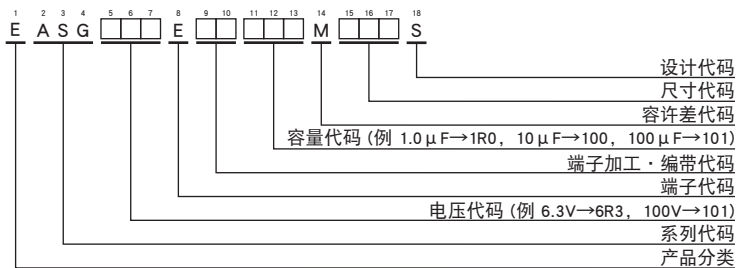 1 2 3 4 5 6 7 8 9 10 11 12 13 14 15 16 17 18
E A S G E M S
设计代码
尺寸代码
容许差代码
容量代码 (例 1.0μF→1R0, 10μF→100, 100μF→101)
端子加工・编带代码
端子代码
电压代码 (例 6.3V→6R3, 100V→101)
系列代码
产品分类